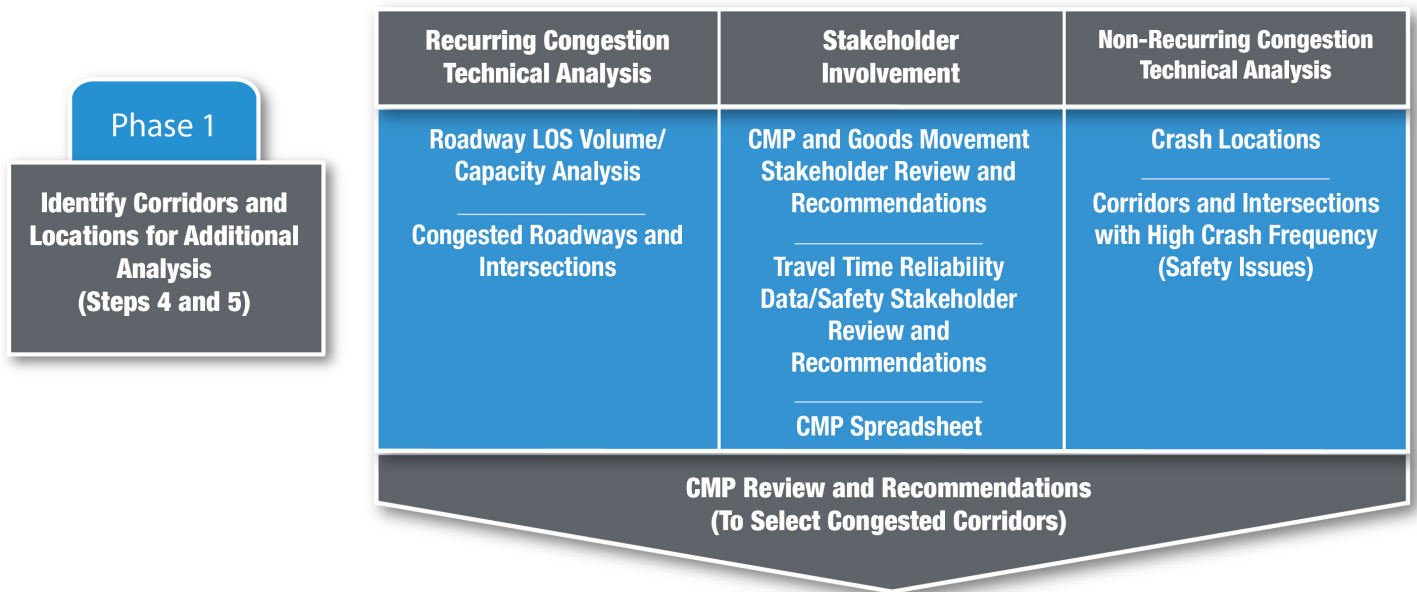 Phase 1
Identify Corridors and
Locations for Additional
Analysis
(Steps 4 and 5)
Recurring Congestion
Technical Analysis
Roadway LOS Volume/
Capacity Analysis
Congested Roadways and
Intersections
Stakeholder
Involvement
CMP and Goods Movement
Stakeholder Review and
Recommendations
Travel Time Reliability
Data/Safety Stakeholder
Review and
Recommendations
CMP Spreadsheet
Non-Recurring Congestion
Technical Analysis
Crash Locations
Corridors and Intersections
with High Crash Frequency
(Safety Issues)
CMP Review and Recommendations
(To Select Congested Corridors)